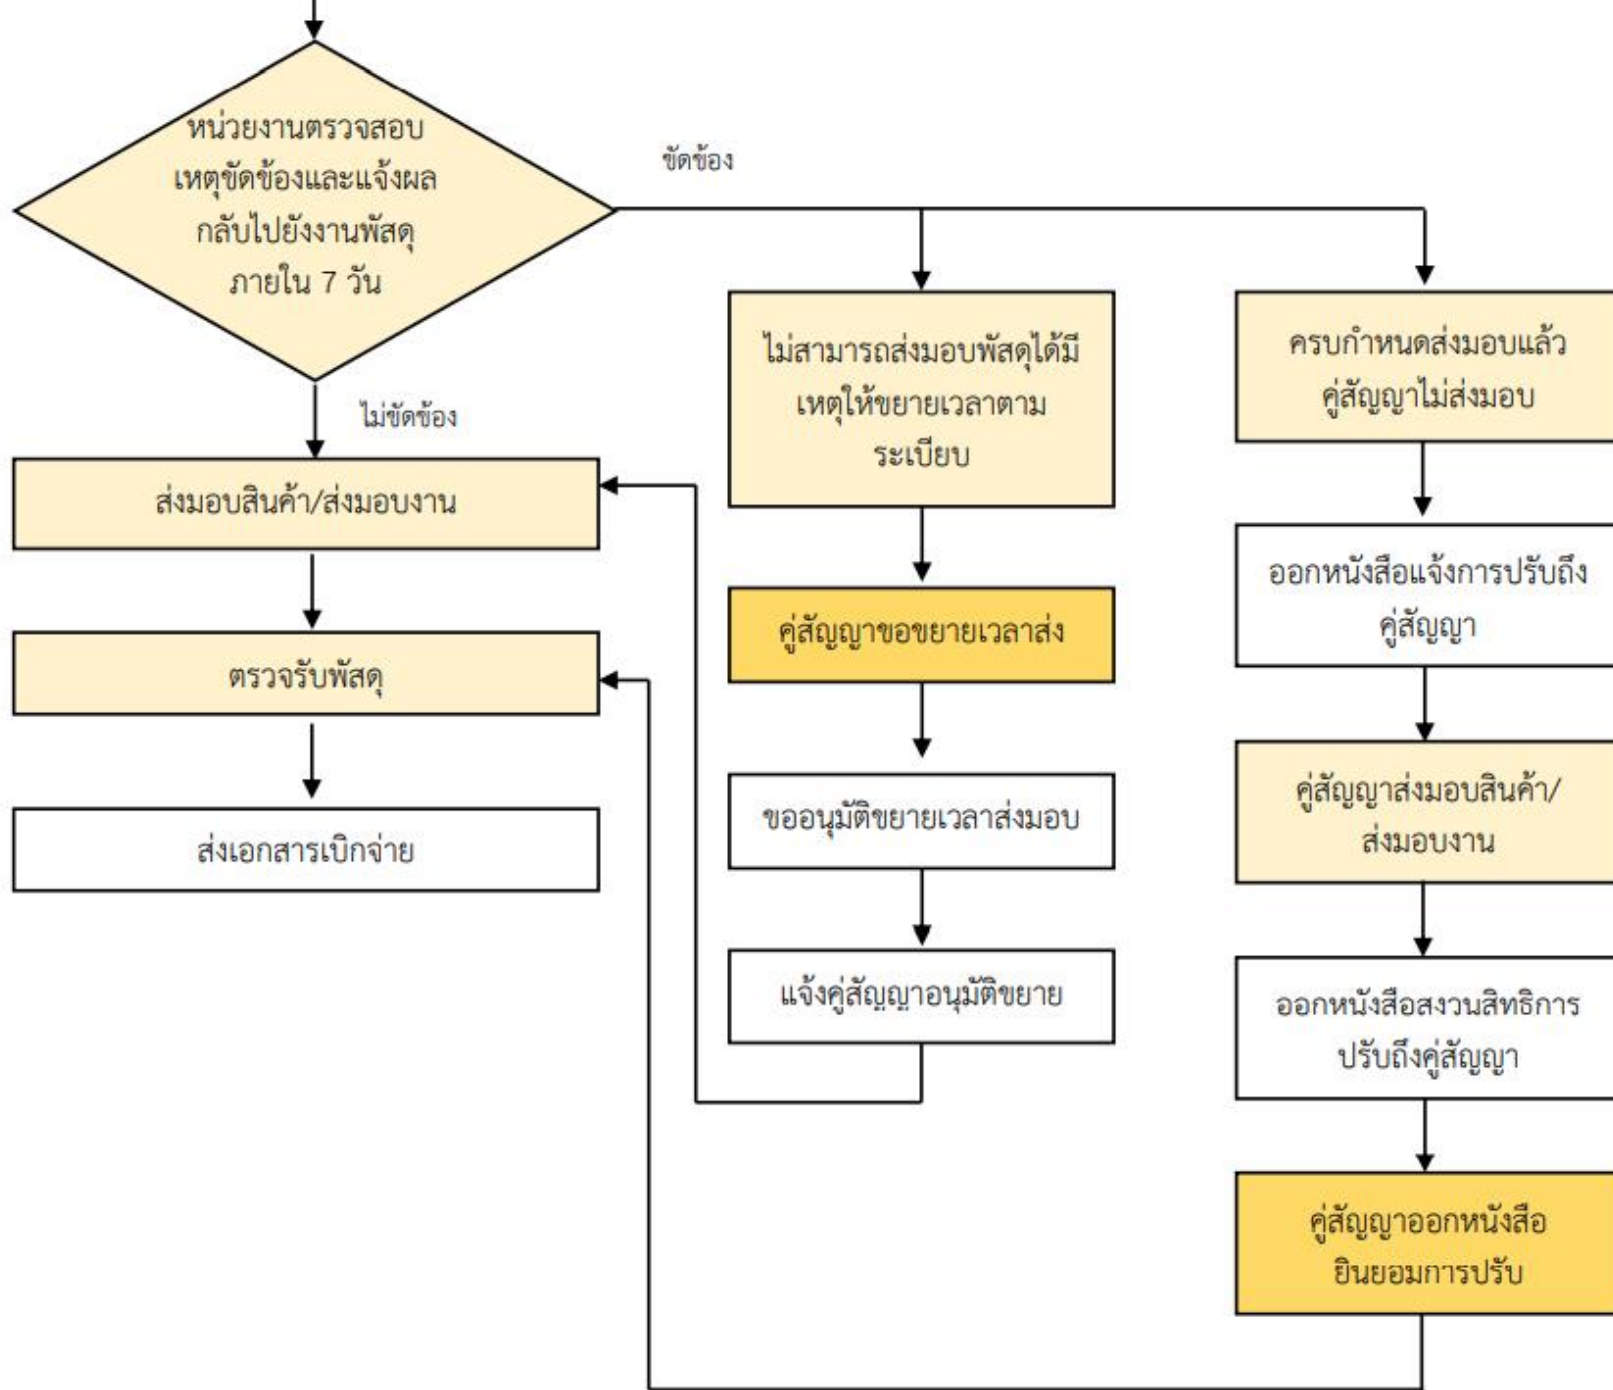 หน่วยงานตรวจสอบ
เหตุขัดข้องและแจ้งผล
กลับไปยังงานพัสดุ
ภายใน 7 วัน
ขัดข้อง
ไม่ขัดข้อง
ส่งมอบสินค้า/ส่งมอบงาน
ตรวจรับพัสดุ
ส่งเอกสารเบิกจ่าย
ไม่สามารถส่งมอบพัสดุได้มี
เหตุให้ขยายเวลาตาม
ระเบียบ
คู่สัญญาขอขยายเวลาส่ง
ขออนุมัติขยายเวลาส่งมอบ
แจ้งคู่สัญญาอนุมัติขยาย
ครบกำหนดส่งมอบแล้ว
คู่สัญญาไม่ส่งมอบ
ออกหนังสือแจ้งการปรับถึง
คู่สัญญา
คู่สัญญาส่งมอบสินค้า/
ส่งมอบงาน
ออกหนังสือสงวนสิทธิการ
ปรับถึงคู่สัญญา
คู่สัญญาออกหนังสือ
ยินยอมการปรับ